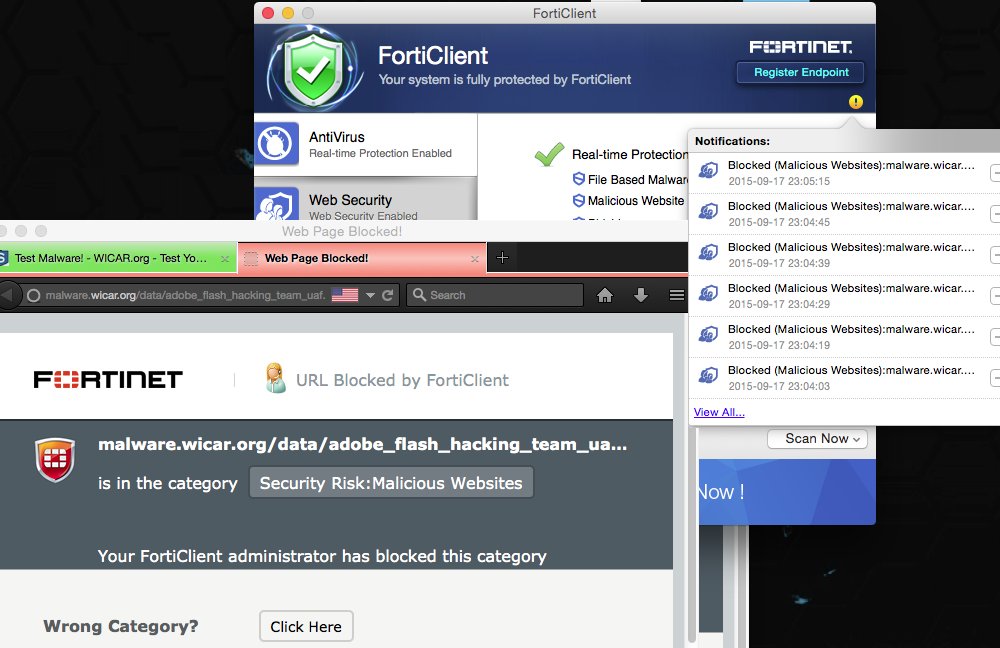 FortiClient
FortiClient
Your system is fully protected by FortiClient
FORTINET.
Register Endpoint
AntiVirus
Real-time Protection Enabled
Web Security
Web Security Enabled
Real-time Protection
File Based Malware
Malicious Website
Notifications:
Blocked (Malicious Websites):malware.wicar....
2015-09-17 23:05:15
Blocked (Malicious Websites):malware.wicar....
2015-09-17 23:04:45
Blocked (Malicious Websites):malware.wicar....
2015-09-17 23:04:39
Blocked (Malicious Websites):malware.wicar....
2015-09-17 23:04:29
Blocked (Malicious Websites):malware.wicar....
2015-09-17 23:04:19
Blocked (Malicious Websites):malware.wicar....
2015-09-17 23:04:03
View All...
Scan Now
Now !
Web Page Blocked!
Test Malware! - WICAR.org - Test Yo...
Web Page Blocked!
malware.wicar.org/data/adobe_flash_hacking_team_uaf.
Search
FORTINET
URL Blocked by FortiClient
malware.wicar.org/data/adobe_flash_hacking_team_ua...
is in the category Security Risk:Malicious Websites
Your FortiClient administrator has blocked this category
Wrong Category?
Click Here